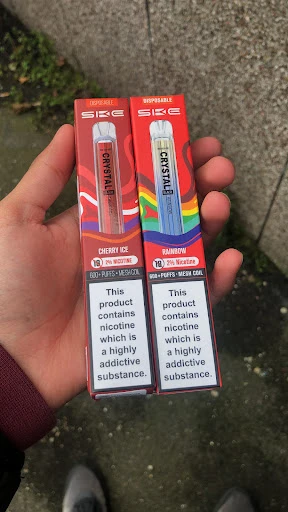 DISPOSABLE
SKE
CRYSTAL
CHERRY ICE
2% NICOTINE
600+ PUFFS • MESH COIL
This
product
contains
nicotine
which is
a highly
addictive
substance.
DISPOSABLE
SKE
CRYSTAL
RAINBOW
2% Nicotine
600+ PUFFS • MESH COIL
This
product
contains
nicotine
which is
a highly
addictive
substance.